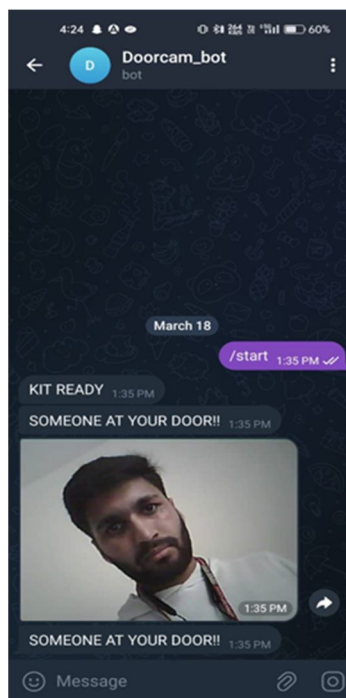 4:24 60%
Doorcam_bot
D
bot
March 18
/start 1:35 PM
KIT READY 1:35 PM
SOMEONE AT YOUR DOOR!! 1:35 PM
1:35 PM
SOMEONE AT YOUR DOOR!! 1:35 PM
Message